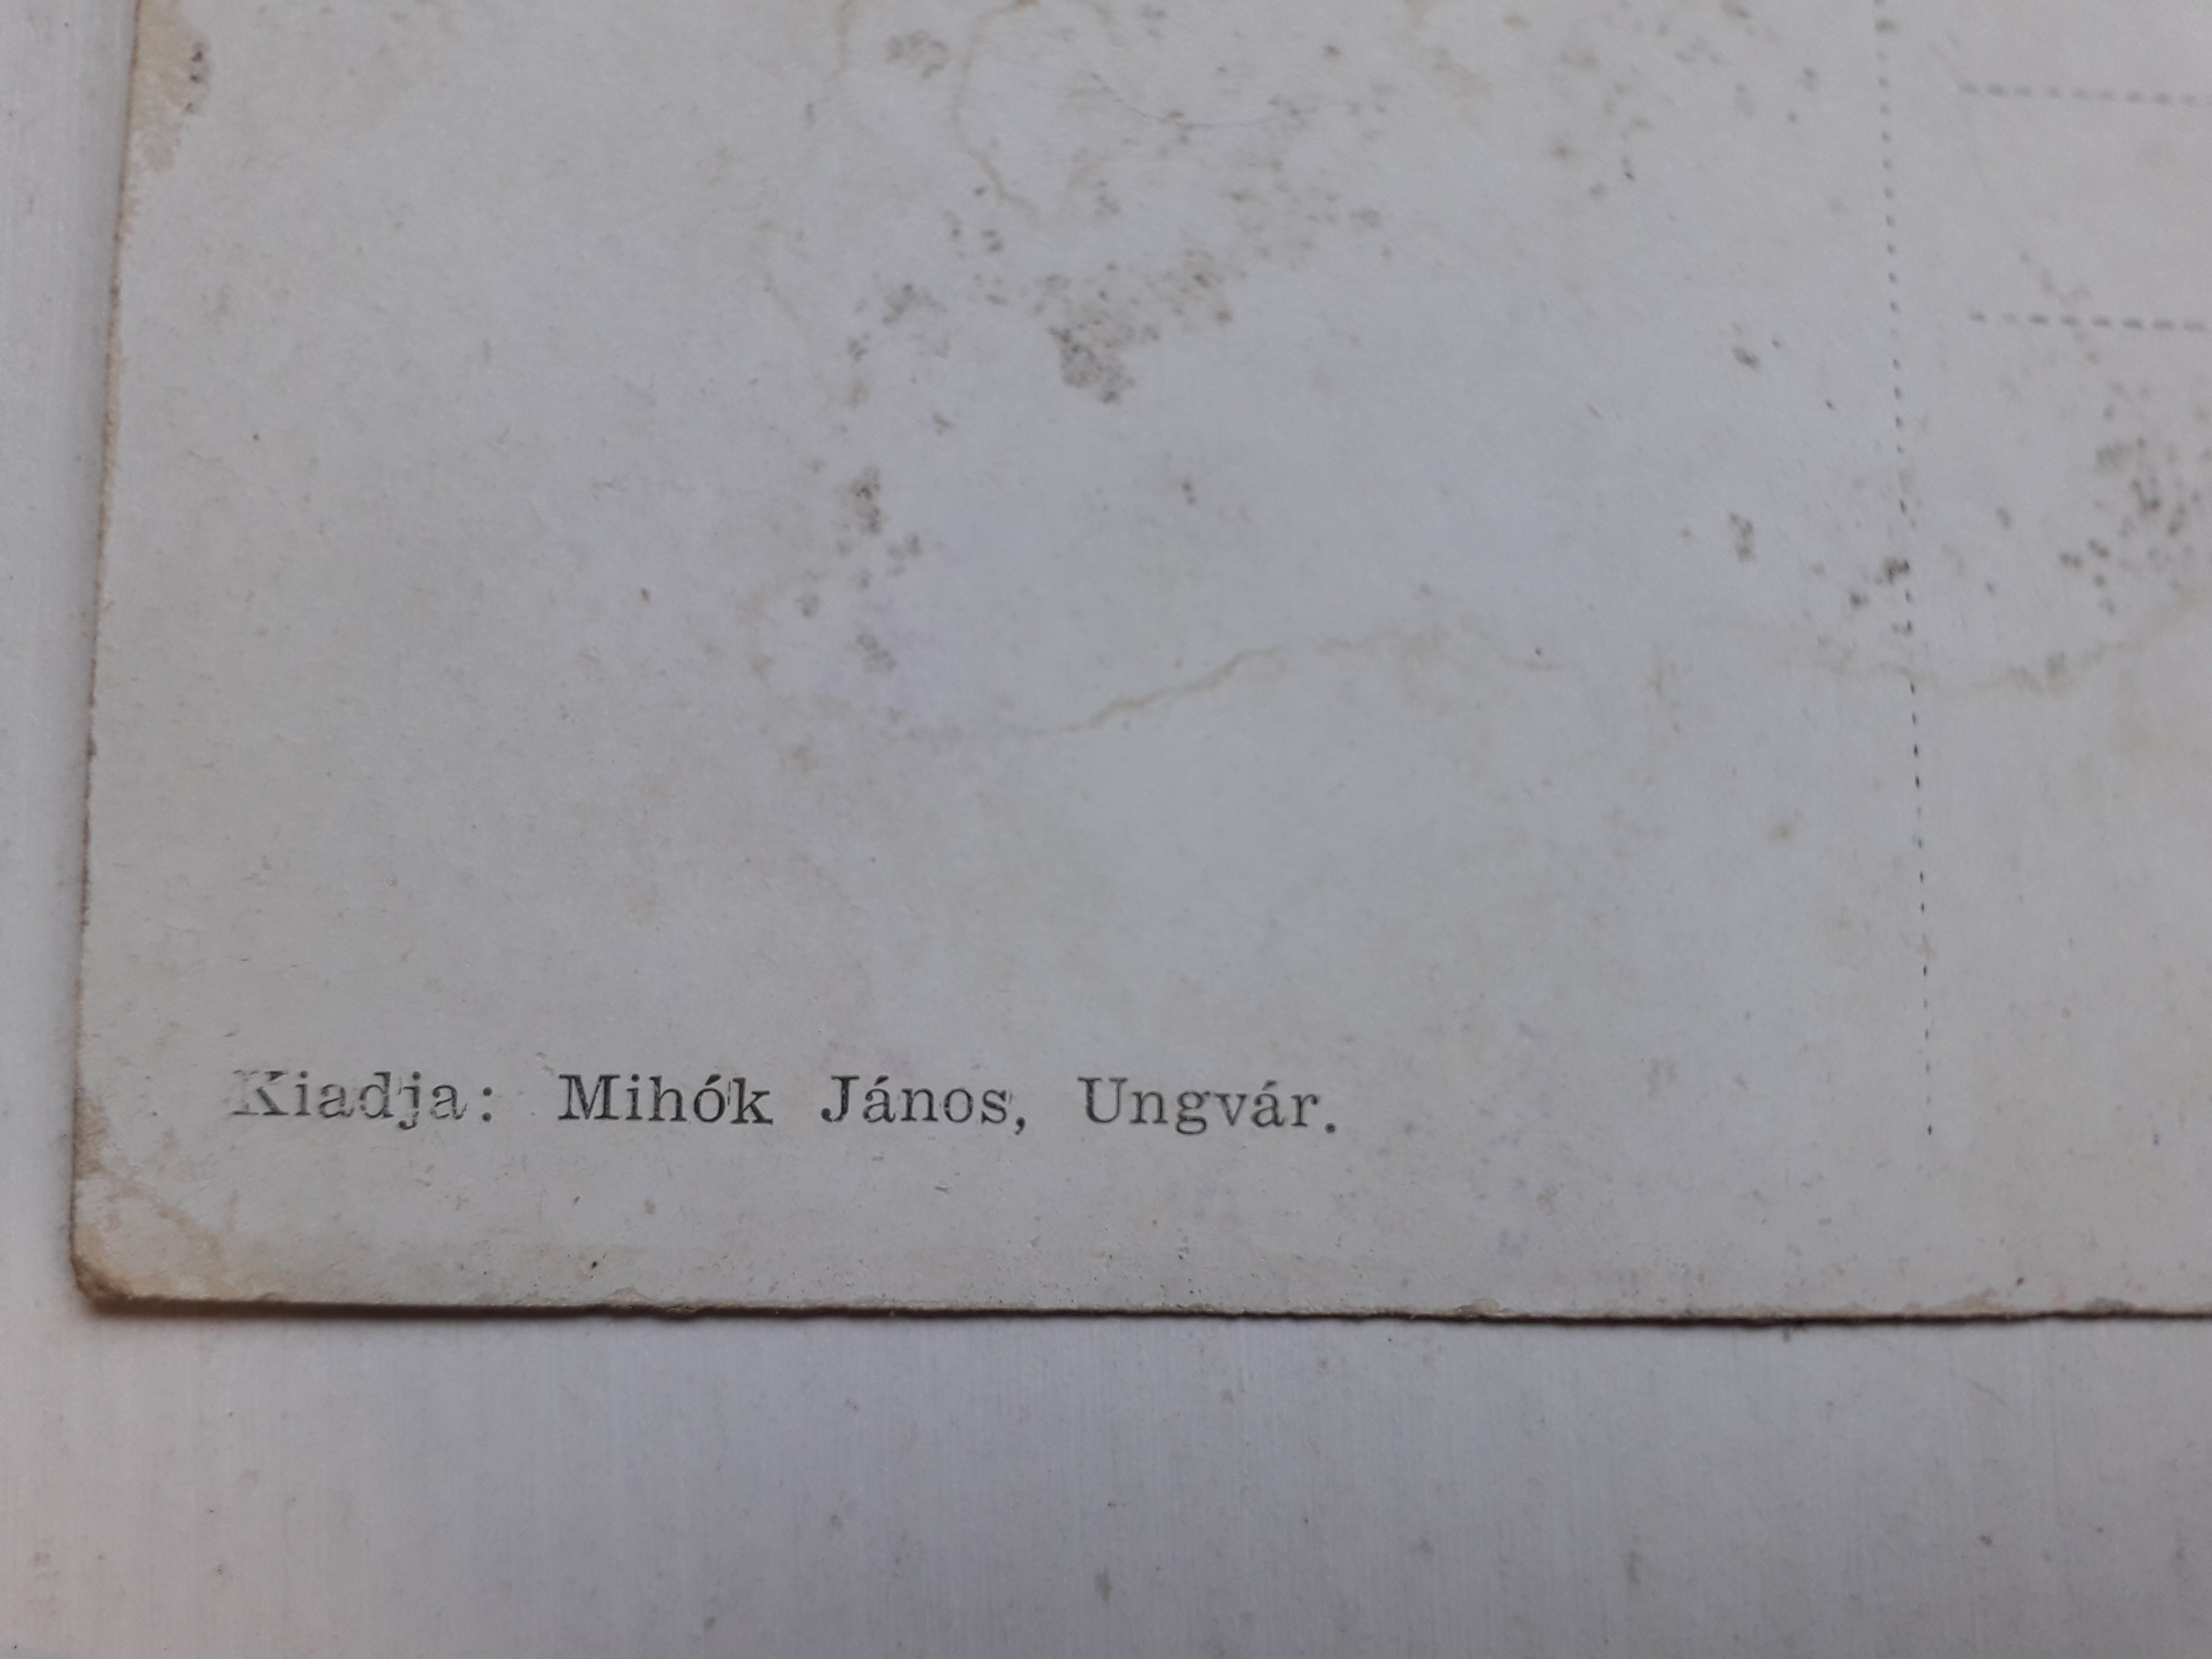 Kiadja: Mihók János, Ungvár.